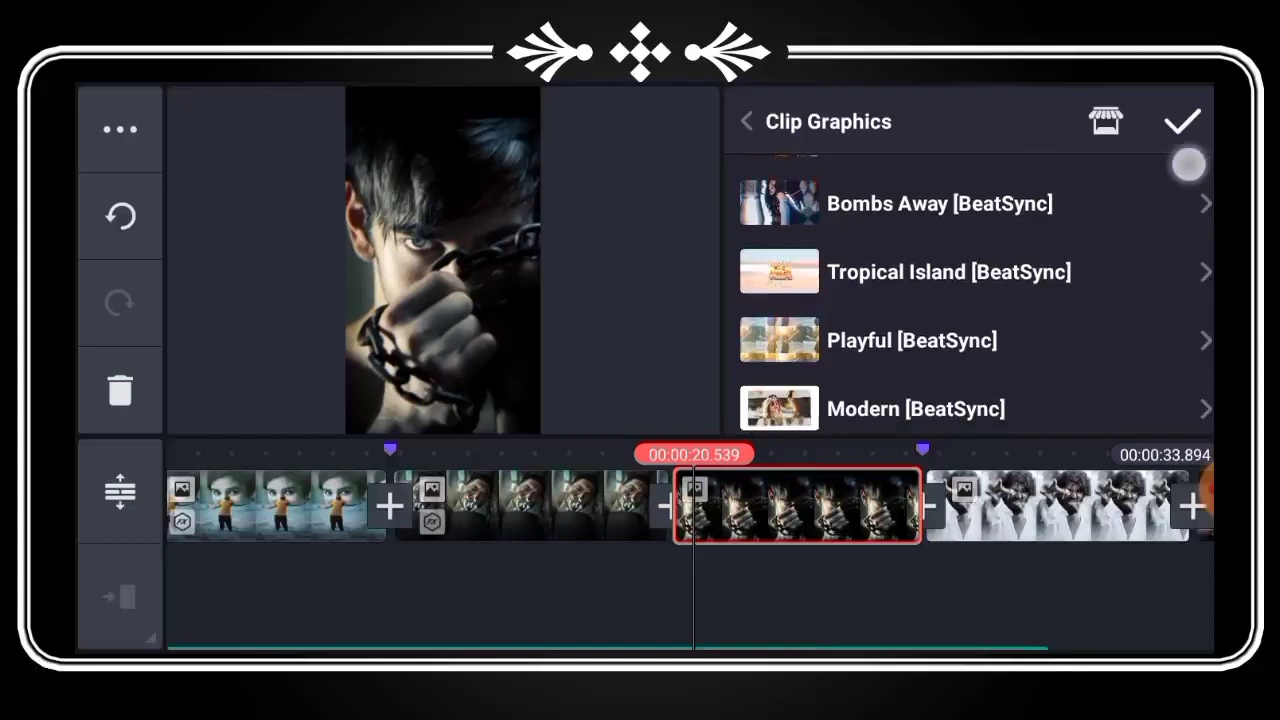 Clip Graphics
Bombs Away [BeatSync]
Tropical Island [BeatSync]
Playful [BeatSync]
Modern [BeatSync]
00:00:20.539
00:00:33.894